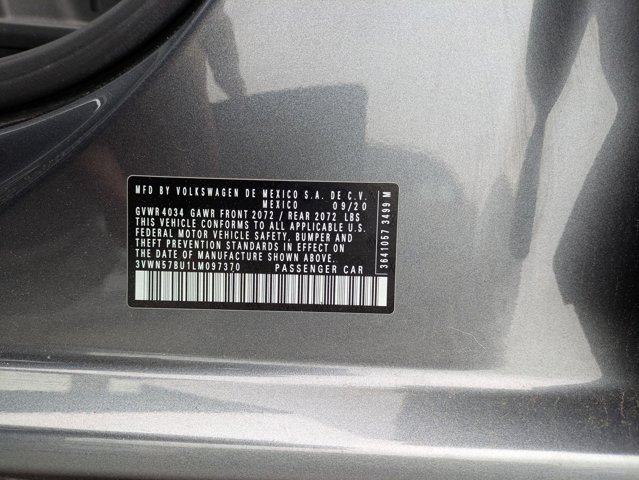 MFD BY VOLKSWAGEN DE MEXICO S.A. DE C.V.
MEXICO 09/20
GVWR 4034 GAWR FRONT 2072 / REAR 2072 LBS
THIS VEHICLE CONFORMS TO ALL APPLICABLE U.S.
FEDERAL MOTOR VEHICLE SAFETY, BUMPER AND
THEFT PREVENTION STANDARDS IN EFFECT ON
THE DATE OF MANUFACTURE SHOWN ABOVE.
3VWN57BU1LM097370 PASSENGER CAR
3641057 3499 M